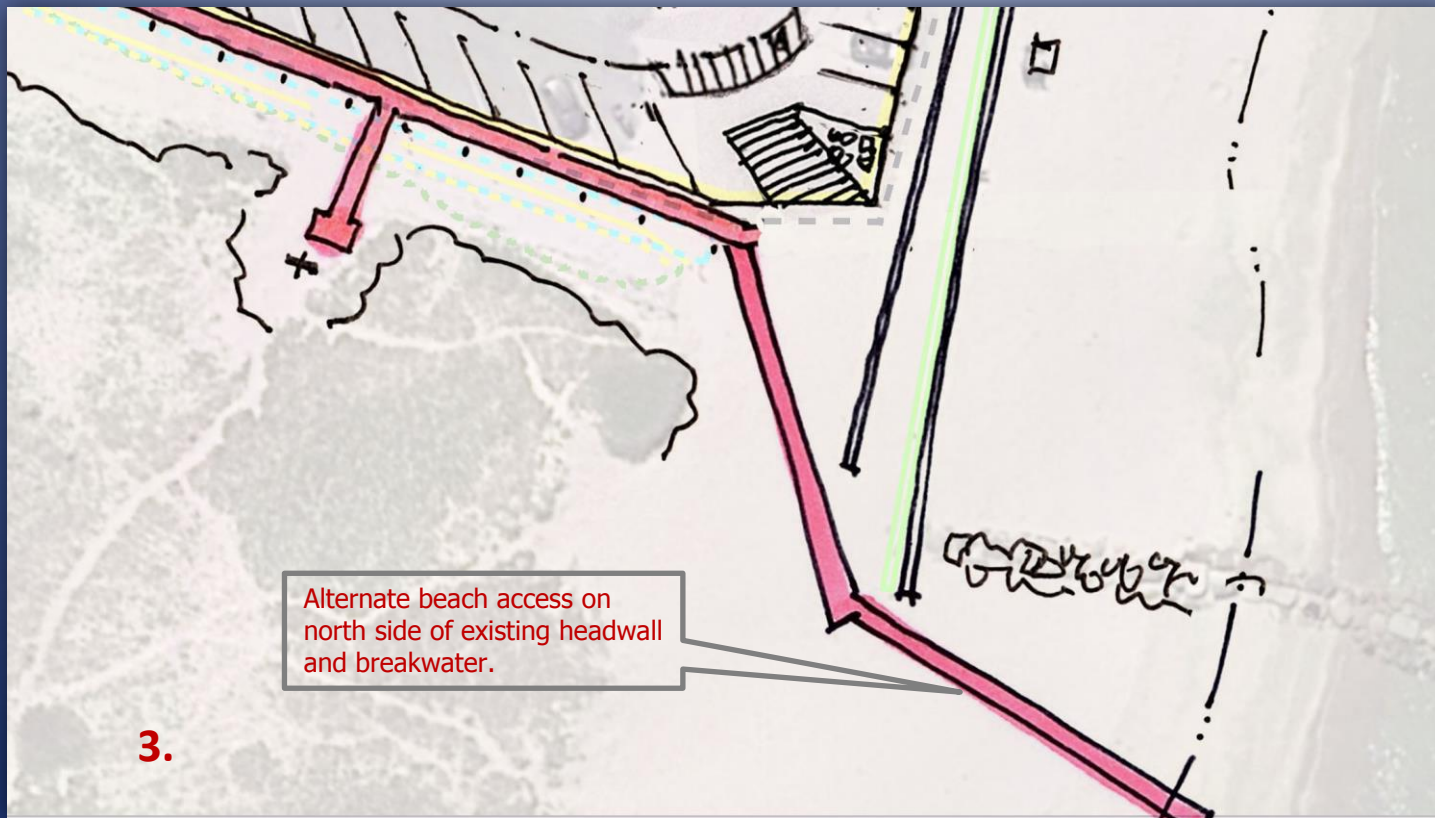 Alternate beach access on
north side of existing headwall
and breakwater.
3.